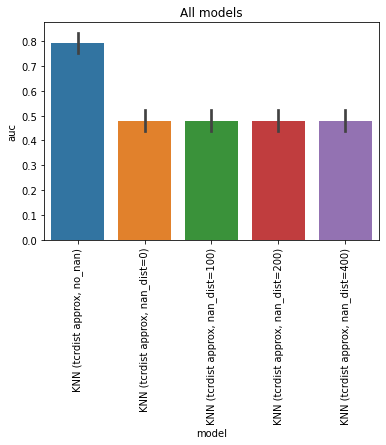 All models
auc
0.8
0.7
0.6
0.5
0.4
0.3
0.2
0.1
0.0
KNN (tcrdist approx, no_nan)
KNN (tcrdist approx, nan_dist=0)
KNN (tcrdist approx, nan_dist=100)
KNN (tcrdist approx, nan_dist=200)
KNN (tcrdist approx, nan_dist=400)
model